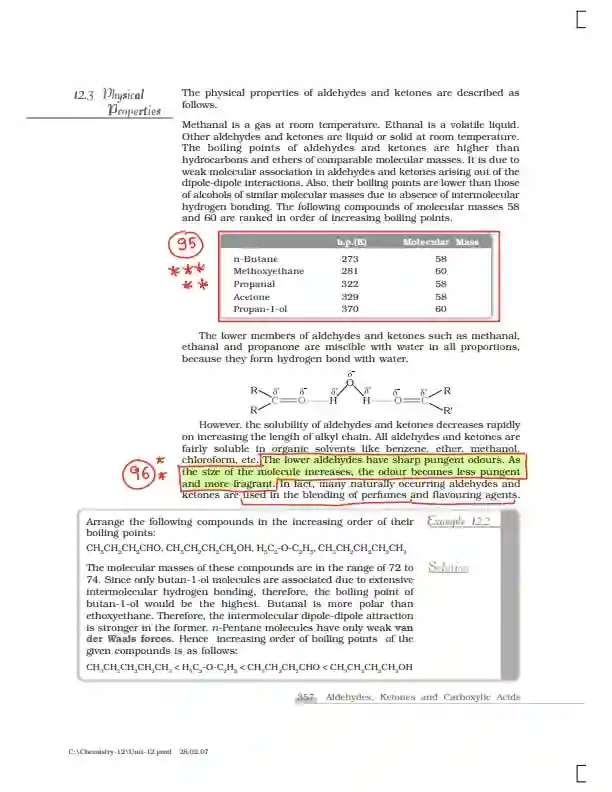 12.3 Physical
Properties
The physical properties of aldehydes and ketones are described as
follows.
Methanal is a gas at room temperature. Ethanal is a volatile liquid.
Other aldehydes and ketones are liquid or solid at room temperature.
The boiling points of aldehydes and ketones are higher than
hydrocarbons and ethers of comparable molecular masses. It is due to
weak molecular association in aldehydes and ketones arising out of the
dipole-dipole interactions. Also, their boiling points are lower than those
of alcohols of similar molecular masses due to absence of intermolecular
hydrogen bonding. The following compounds of molecular masses 58
and 60 are ranked in order of increasing boiling points.
95
b.p.(K) Molecular Mass
n-Butane 273 58
Methoxyethane 281 60
Propanal 322 58
Acetone 329 58
Propan-1-ol 370 60
The lower members of aldehydes and ketones such as methanal,
ethanal and propanone are miscible with water in all proportions,
because they form hydrogen bond with water.
δ⁻
O
R δ⁺ δ⁻ δ⁺ δ⁺ δ⁻ δ⁺ R
C=O H H O=C
R R'
However, the solubility of aldehydes and ketones decreases rapidly
on increasing the length of alkyl chain. All aldehydes and ketones are
fairly soluble in organic solvents like benzene, ether, methanol,
chloroform, etc. The lower aldehydes have sharp pungent odours. As
the size of the molecule increases, the odour becomes less pungent
and more fragrant. In fact, many naturally occurring aldehydes and
ketones are used in the blending of perfumes and flavouring agents.
96
Arrange the following compounds in the increasing order of their
boiling points:
CH₃CH₂CH₂CHO, CH₃CH₂CH₂CH₂OH, H₅C₂-O-C₂H₅, CH₃CH₂CH₂CH₂CH₃
Example 12.2
The molecular masses of these compounds are in the range of 72 to
74. Since only butan-1-ol molecules are associated due to extensive
intermolecular hydrogen bonding, therefore, the boiling point of
butan-1-ol would be the highest. Butanal is more polar than
ethoxyethane. Therefore, the intermolecular dipole-dipole attraction
is stronger in the former. n-Pentane molecules have only weak van
der Waals forces. Hence increasing order of boiling points of the
given compounds is as follows:
CH₃CH₂CH₂CH₂CH₃ < H₅C₂-O-C₂H₅ < CH₃CH₂CH₂CHO < CH₃CH₂CH₂CH₂OH
Solution
357 Aldehydes, Ketones and Carboxylic Acids
C:\Chemistry-12\Unit-12.pmd 28.02.07